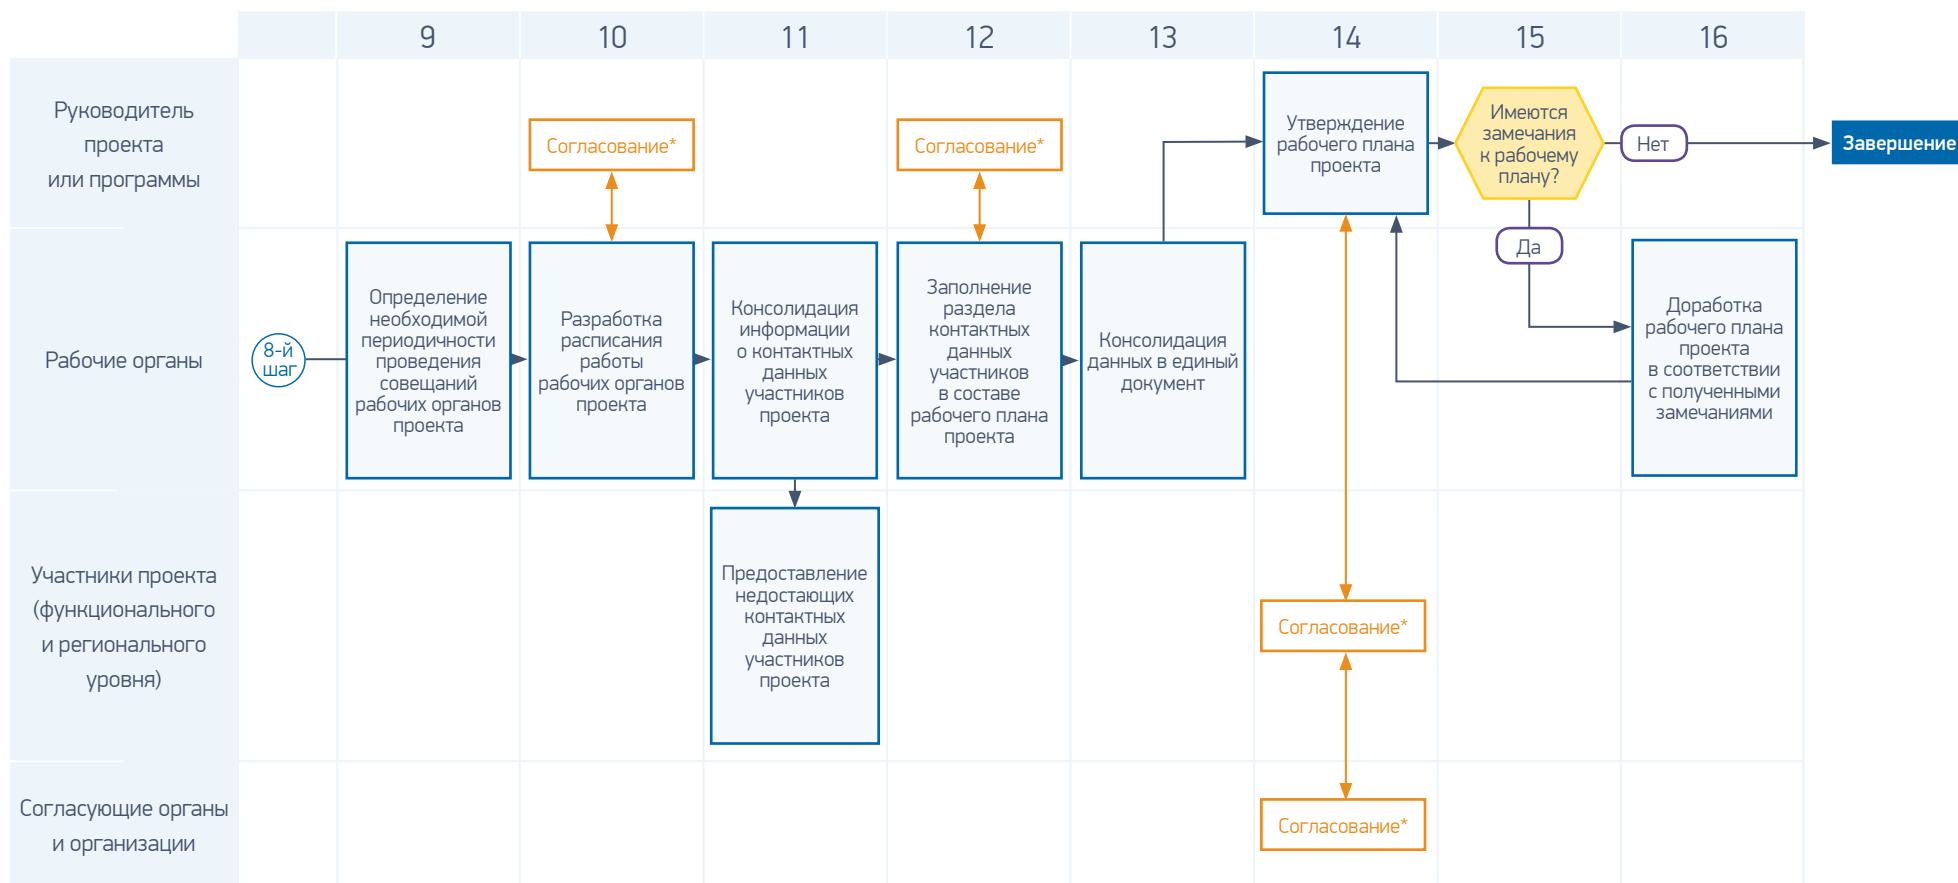 9
10
11
12
13
14
15
16
Руководитель
проекта
или программы
Согласование*
Согласование*
Утверждение
рабочего плана
проекта
Имеются
замечания
к рабочему
плану?
Нет
Завершение
Рабочие органы
8-й
шаг
Определение
необходимой
периодичности
проведения
совещаний
рабочих органов
проекта
Разработка
расписания
работы
рабочих органов
проекта
Консолидация
информации
о контактных
данных
участников
проекта
Заполнение
раздела
контактных
данных
участников
в составе
рабочего плана
проекта
Консолидация
данных в единый
документ
Да
Доработка
рабочего плана
проекта
в соответствии
с полученными
замечаниями
Участники проекта
(функционального
и регионального
уровня)
Предоставление
недостающих
контактных
данных
участников
проекта
Согласование*
Согласующие органы
и организации
Согласование*